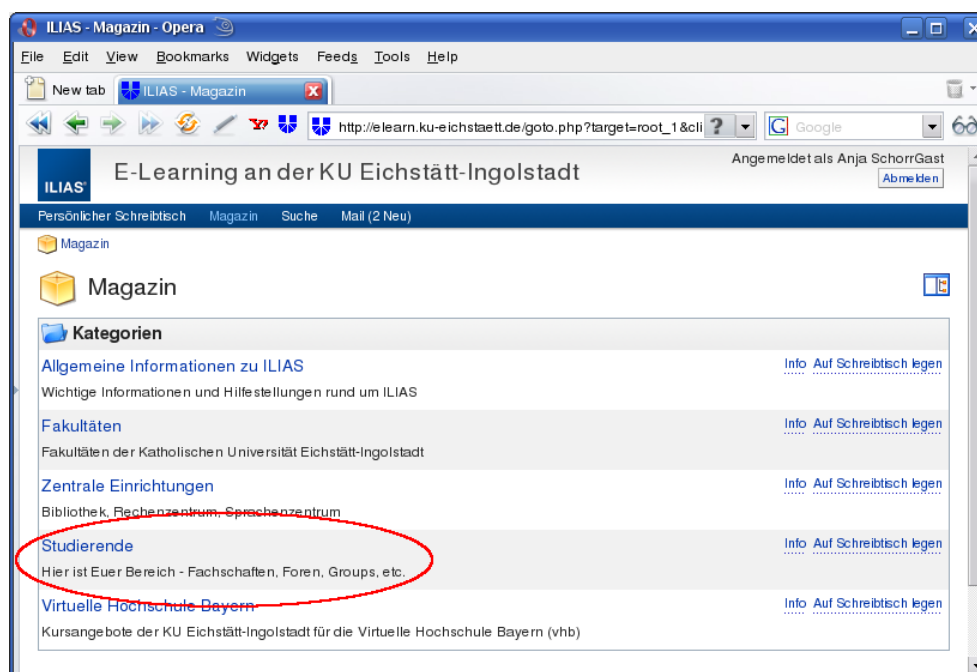 ILIAS - Magazin - Opera
File Edit View Bookmarks Widgets Feeds Tools Help
New tab ILIAS - Magazin
http://elearn.ku-eichstaett.de/goto.php?target=root_1&cli ? G Google
ILIAS E-Learning an der KU Eichstätt-Ingolstadt Angemeldet als Anja SchorrGast
Abmelden
Persönlicher Schreibtisch Magazin Suche Mail (2 Neu)
Magazin
Magazin
Kategorien
Allgemeine Informationen zu ILIAS Info Auf Schreibtisch legen
Wichtige Informationen und Hilfestellungen rund um ILIAS
Fakultäten Info Auf Schreibtisch legen
Fakultäten der Katholischen Universität Eichstätt-Ingolstadt
Zentrale Einrichtungen Info Auf Schreibtisch legen
Bibliothek, Rechenzentrum, Sprachenzentrum
Studierende Info Auf Schreibtisch legen
Hier ist Euer Bereich - Fachschaften, Foren, Groups, etc.
Virtuelle Hochschule Bayern Info Auf Schreibtisch legen
Kursangebote der KU Eichstätt-Ingolstadt für die Virtuelle Hochschule Bayern (vhb)